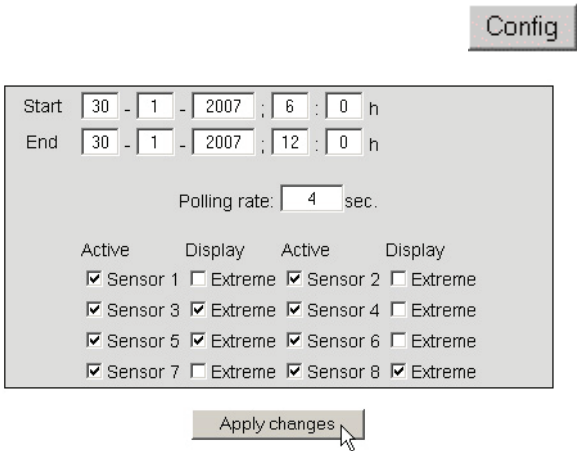 Config
Start 30 - 1 - 2007 ; 6 : 0 h
End 30 - 1 - 2007 ; 12 : 0 h
Polling rate: 4 sec.
Active Display Active Display
Sensor 1 Extreme Sensor 2 Extreme
Sensor 3 Extreme Sensor 4 Extreme
Sensor 5 Extreme Sensor 6 Extreme
Sensor 7 Extreme Sensor 8 Extreme
Apply changes